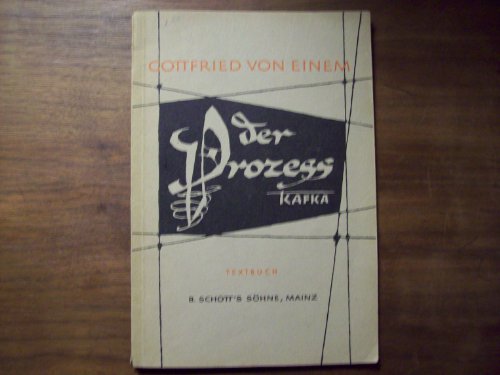 GOTTFRIED VON EINEM
der
Prozess
KAFKA
TEXTBUCH
B. SCHOTT'S SÖHNE, MAINZ